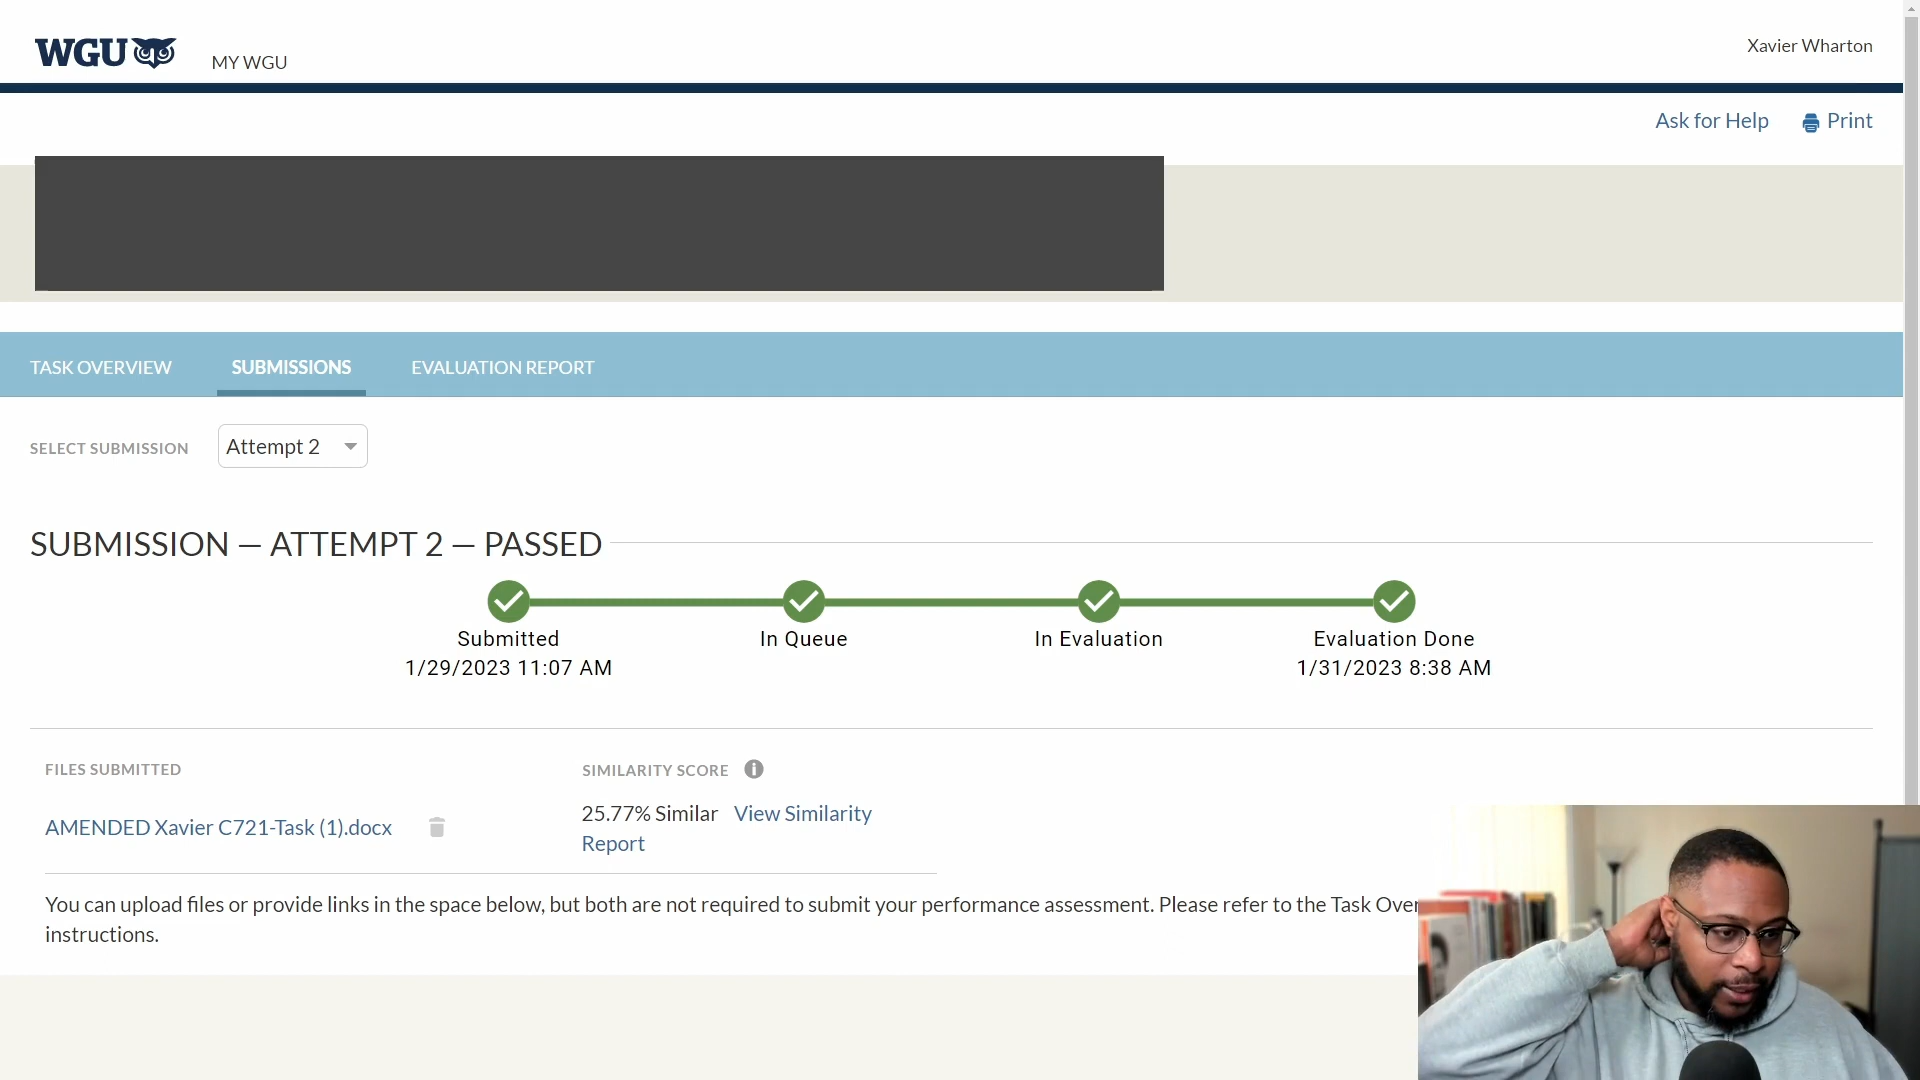 WGU
MY WGU
Xavier Wharton
Ask for Help
Print
TASK OVERVIEW
SUBMISSIONS
EVALUATION REPORT
SELECT SUBMISSION
Attempt 2
SUBMISSION — ATTEMPT 2 — PASSED
Submitted
1/29/2023 11:07 AM
In Queue
In Evaluation
Evaluation Done
1/31/2023 8:38 AM
FILES SUBMITTED
SIMILARITY SCORE
AMENDED Xavier C721-Task (1).docx
25.77% Similar View Similarity
Report
You can upload files or provide links in the space below, but both are not required to submit your performance assessment. Please refer to the Task Over
instructions.